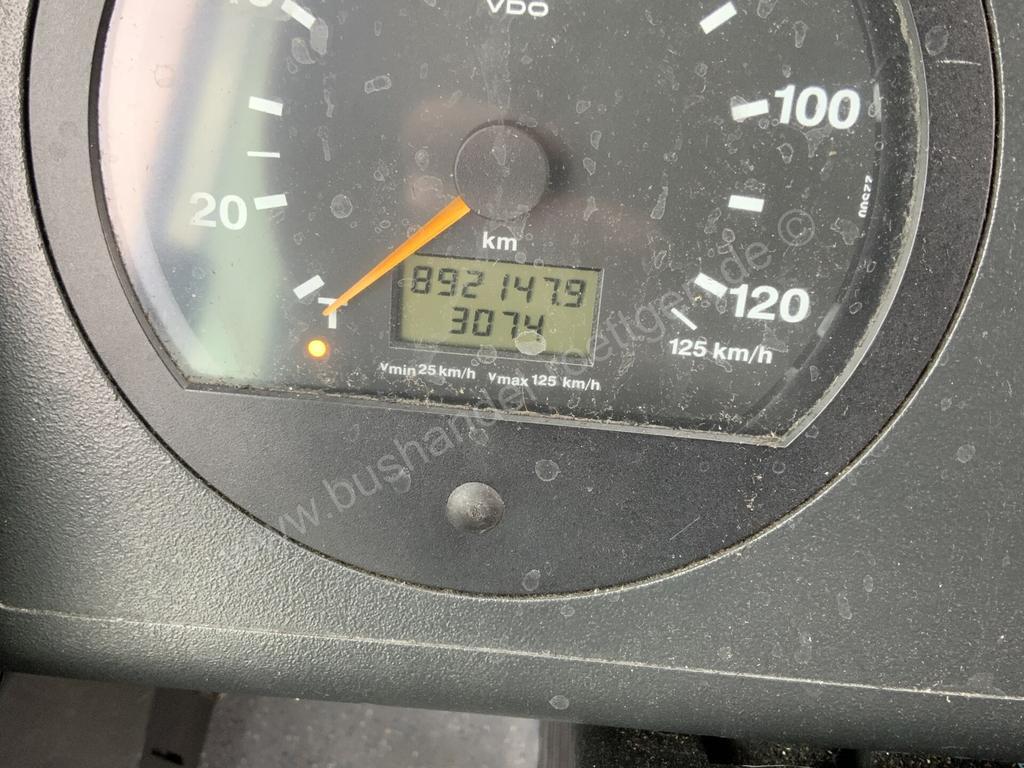 VDO
100
20
km
892147.9
3074
120
125 km/h
vmin 25 km/h vmax 125 km/h
www.bushandel-roettgen.de ©